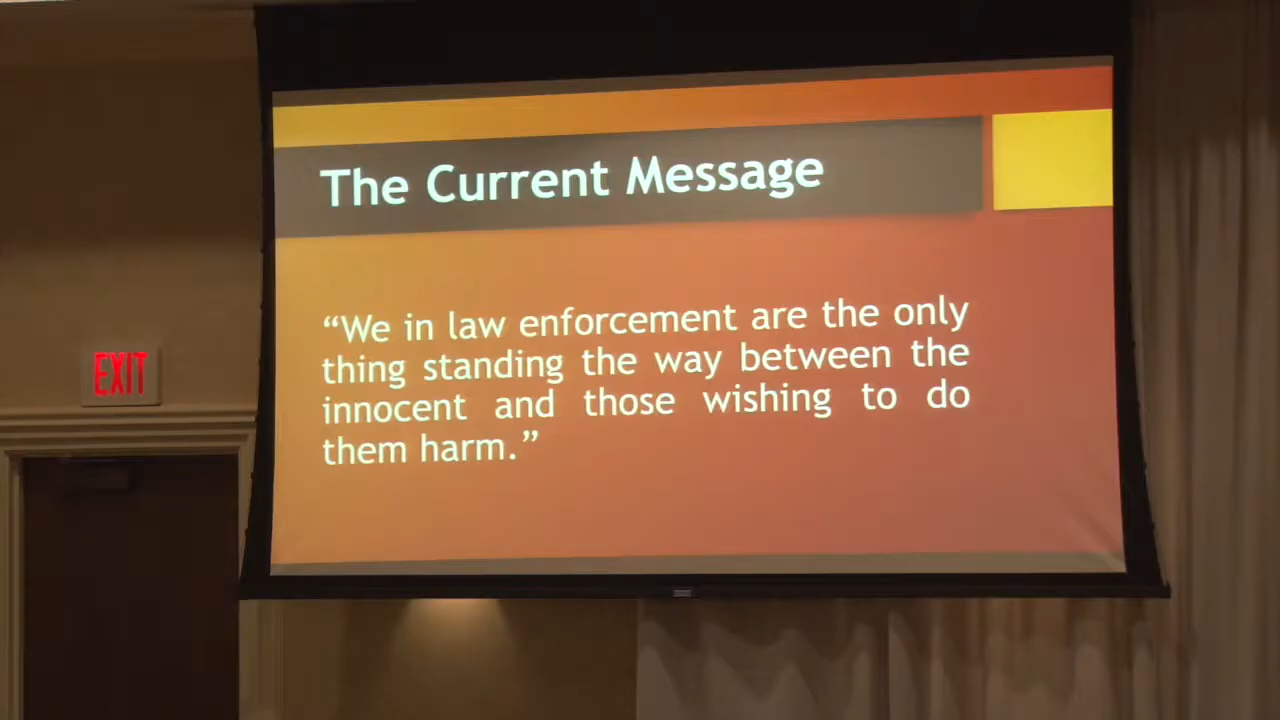 The Current Message
“We in law enforcement are the only
thing standing the way between the
innocent and those wishing to do
them harm.”
EXIT